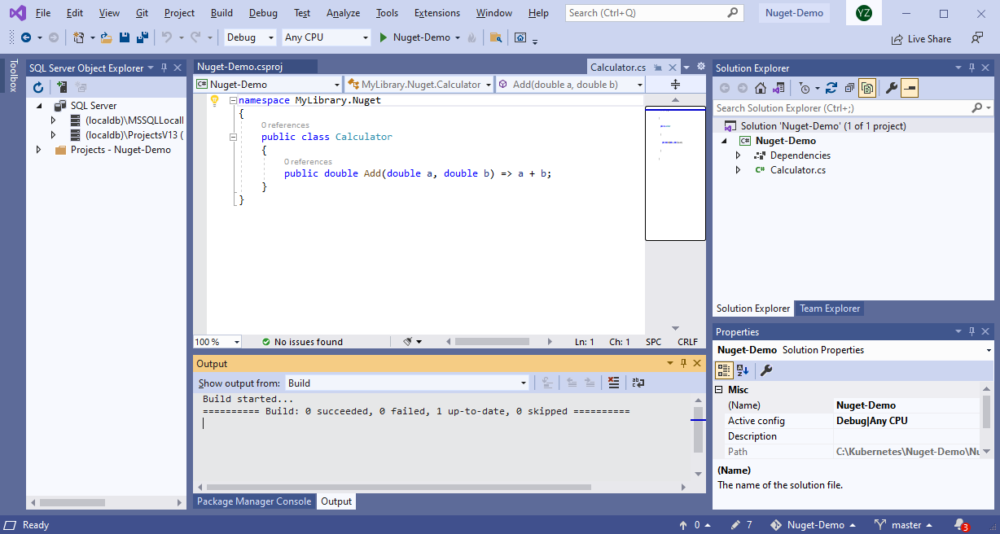 File Edit View Git Project Build Debug Test Analyze Tools Extensions Window Help Search (Ctrl+Q) Nuget-Demo YZ
Debug Any CPU Nuget-Demo Live Share
Toolbox
SQL Server Object Explorer
SQL Server
(localdb)\MSSQLLocall
(localdb)\ProjectsV13 (
Projects - Nuget-Demo
Nuget-Demo.csproj Calculator.cs
C# Nuget-Demo MyLibrary.Nuget.Calculator Add(double a, double b)
namespace MyLibrary.Nuget
{
0 references
public class Calculator
{
0 references
public double Add(double a, double b) => a + b;
}
}
100 % No issues found Ln: 1 Ch: 1 SPC CRLF
Output
Show output from: Build
Build started...
========== Build: 0 succeeded, 0 failed, 1 up-to-date, 0 skipped ==========
Package Manager Console Output
Solution Explorer
Search Solution Explorer (Ctrl+;)
Solution 'Nuget-Demo' (1 of 1 project)
C# Nuget-Demo
Dependencies
C# Calculator.cs
Solution Explorer Team Explorer
Properties
Nuget-Demo Solution Properties
Misc
(Name) Nuget-Demo
Active config Debug|Any CPU
Description
Path C:\Kubernetes\Nuget-Demo\Nu
(Name)
The name of the solution file.
Ready 0 7 Nuget-Demo master 3